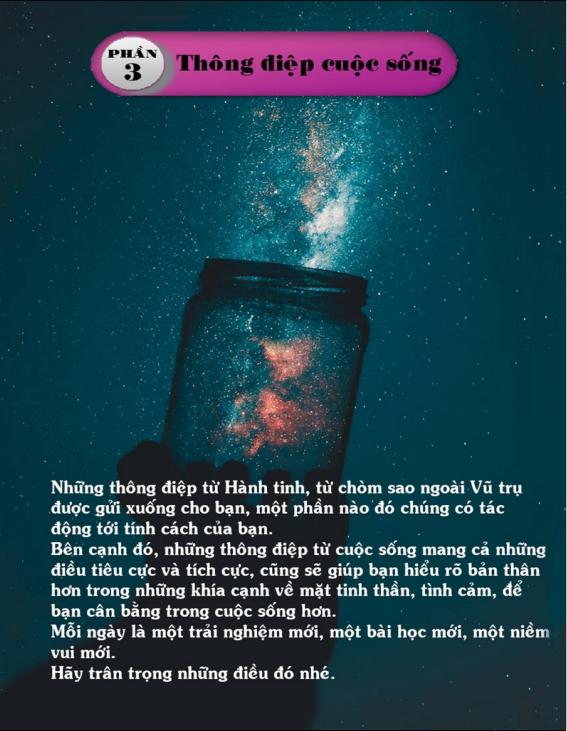 PHẦN
3
Thông điệp cuộc sống
Những thông điệp từ Hành tinh, từ chòm sao ngoài Vũ trụ
được gửi xuống cho bạn, một phần nào đó chúng có tác
động tới tính cách của bạn.
Bên cạnh đó, những thông điệp từ cuộc sống mang cả những
điều tiêu cực và tích cực, cũng sẽ giúp bạn hiểu rõ bản thân
hơn trong những khía cạnh về mặt tinh thần, tình cảm, để
bạn cân bằng trong cuộc sống hơn.
Mỗi ngày là một trải nghiệm mới, một bài học mới, một niềm
vui mới.
Hãy trân trọng những điều đó nhé.